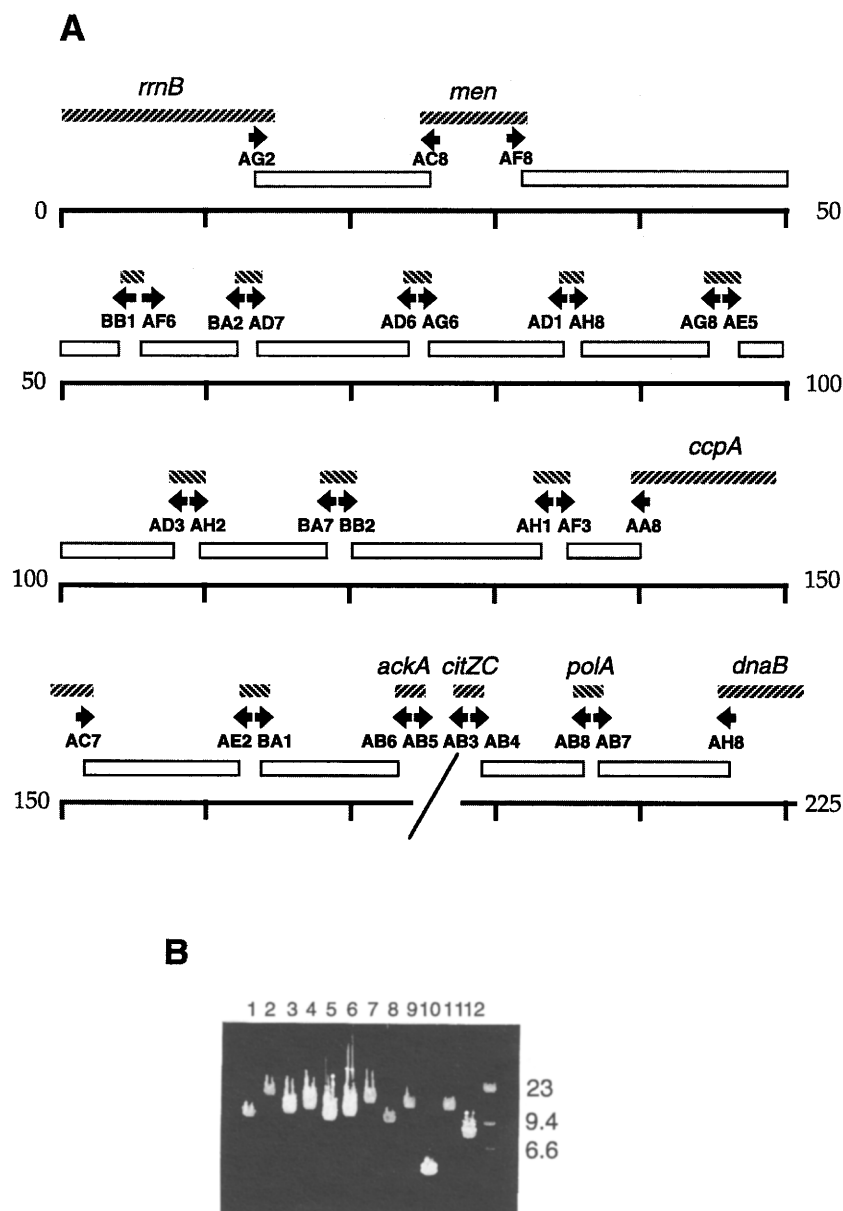 A
rrnB men
AG2 AC8 AF8
0 50
BB1 AF6 BA2 AD7 AD6 AG6 AD1 AH8 AG8 AE5
50 100
ccpA
AD3 AH2 BA7 BB2 AH1 AF3 AA8
100 150
ackA citZC polA dnaB
AC7 AE2 BA1 AB6 AB5 AB3 AB4 AB8 AB7 AH8
150 225
B
1 2 3 4 5 6 7 8 9 10 11 12
23
9.4
6.6